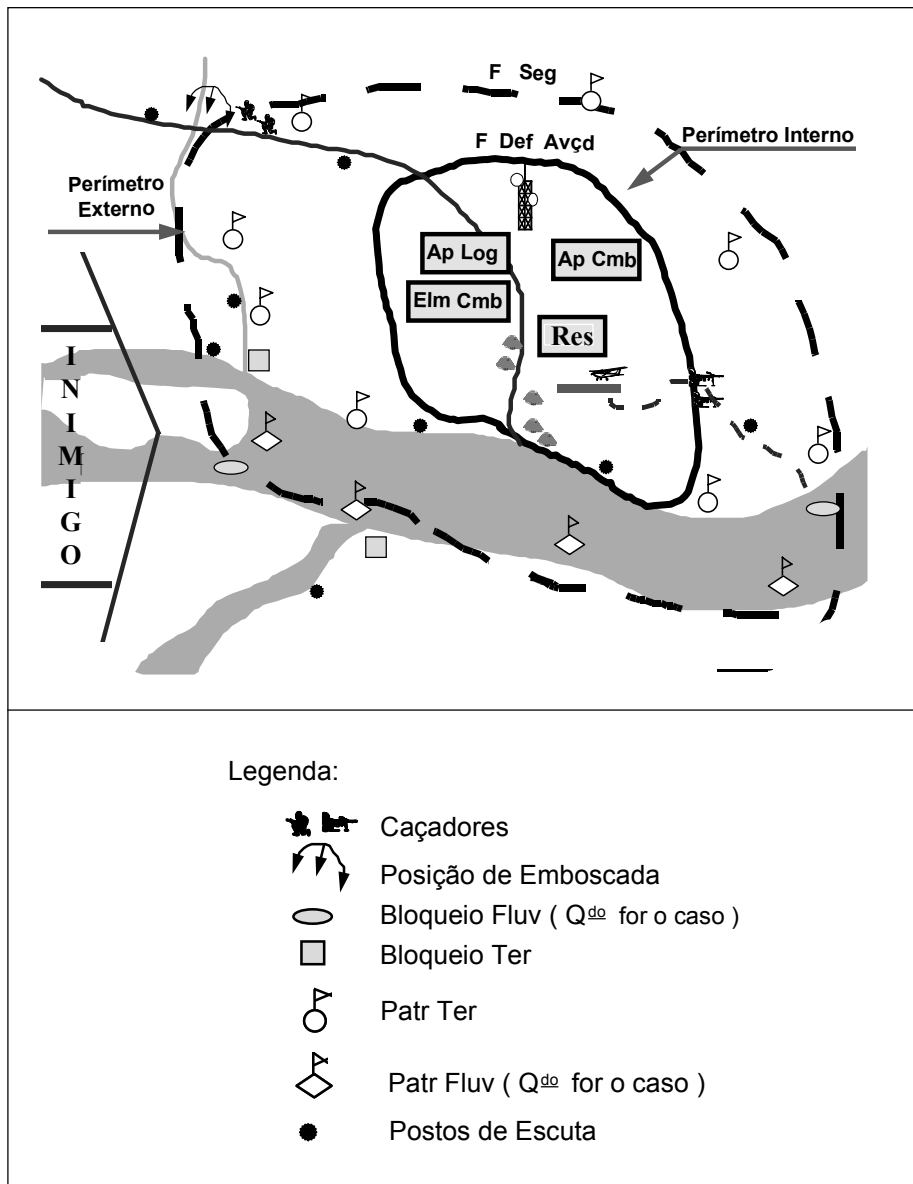 F Seg
Perímetro Interno
F Def Avçd
Perímetro
Externo
Ap Log
Ap Cmb
Elm Cmb
Res
INIMIGO
Legenda:
Caçadores
Posição de Emboscada
Bloqueio Fluv ( Qdo for o caso )
Bloqueio Ter
Patr Ter
Patr Fluv ( Qdo for o caso )
Postos de Escuta